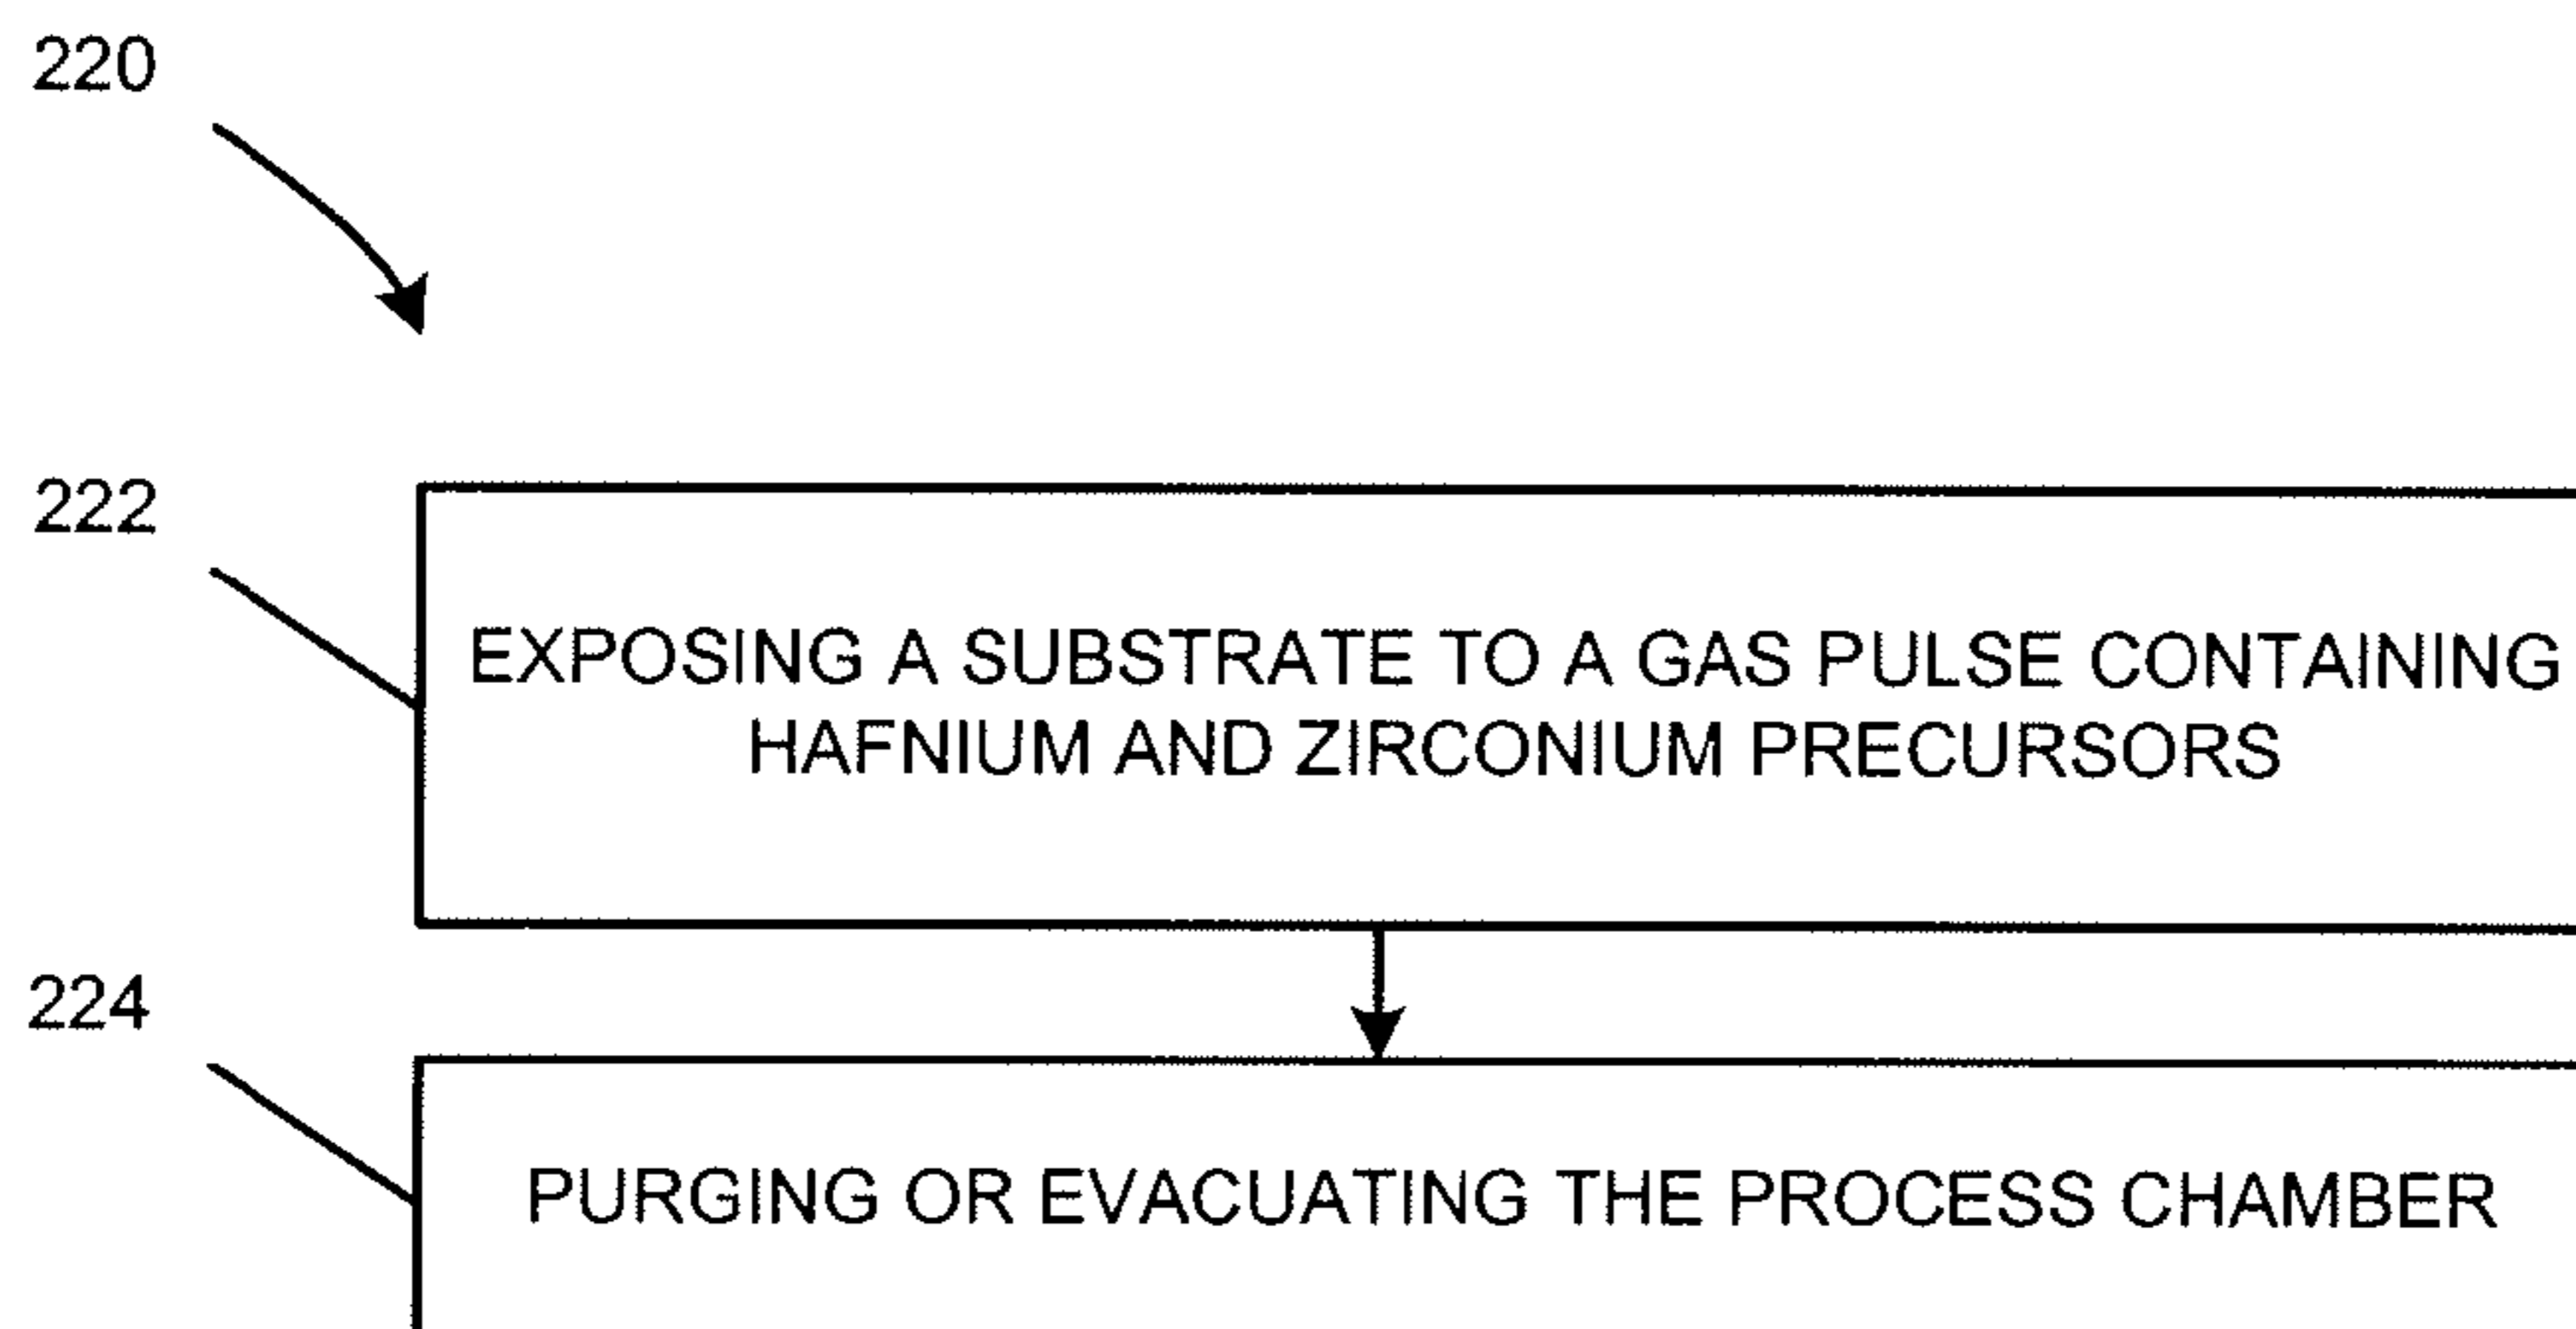 220
222
EXPOSING A SUBSTRATE TO A GAS PULSE CONTAINING
HAFNIUM AND ZIRCONIUM PRECURSORS
224
PURGING OR EVACUATING THE PROCESS CHAMBER